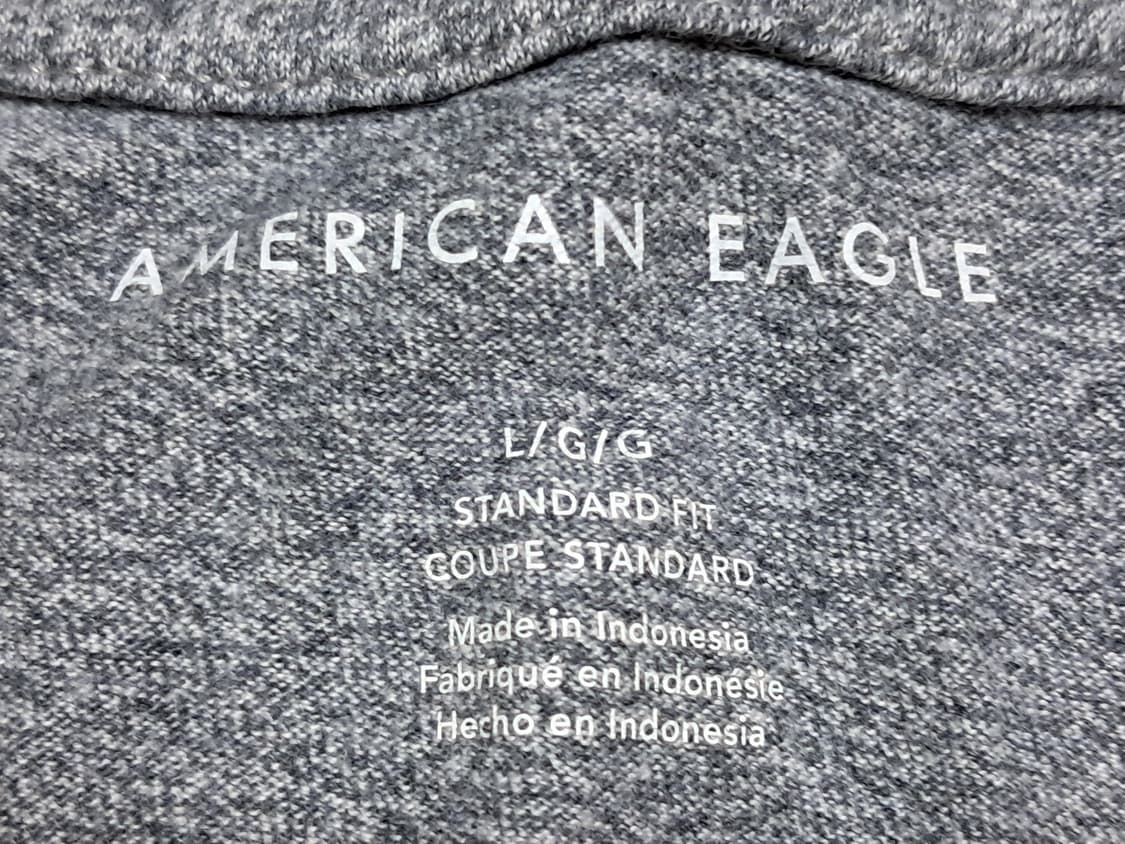 AMERICAN EAGLE
L/G/G
STANDARD FIT
COUPE STANDARD
Made in Indonesia
Fabriqué en Indonésie
Hecho en Indonesia